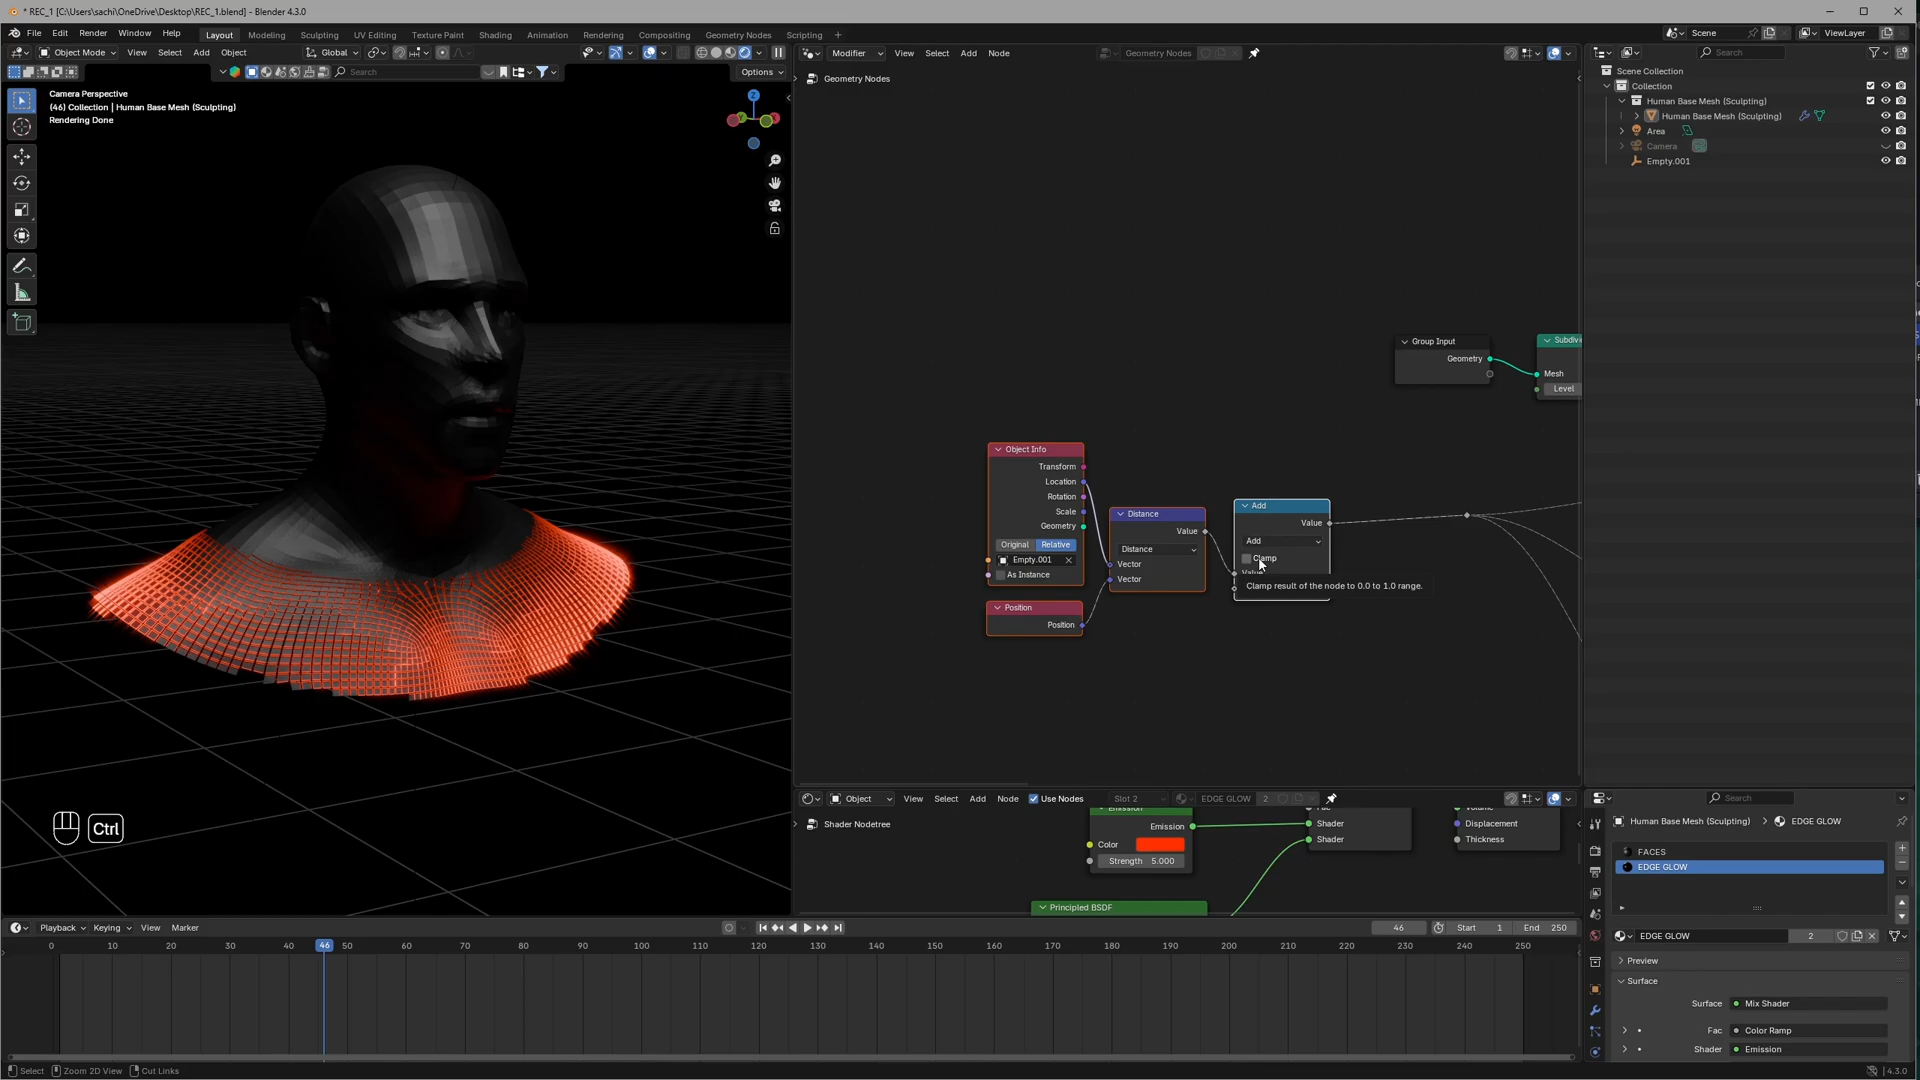 * REC_1 [C:\Users\sachi\OneDrive\Desktop\REC_1.blend] - Blender 4.3.0
File Edit Render Window Help Layout Modeling Sculpting UV Editing Texture Paint Shading Animation Rendering Compositing Geometry Nodes Scripting + Scene ViewLayer
Object Mode View Select Add Object Global Modifier View Select Add Node Geometry Nodes Search
Search Options
Camera Perspective
(46) Collection | Human Base Mesh (Sculpting)
Rendering Done
Z
Geometry Nodes
Scene Collection
Collection
Human Base Mesh (Sculpting)
Human Base Mesh (Sculpting)
Area
Camera
Empty.001
Group Input
Geometry
Subdivi
Mesh
Level
Object Info
Transform
Location
Rotation
Scale
Geometry
Original Relative
Empty.001
As Instance
Position
Position
Distance
Value
Distance
Vector
Vector
Add
Value
Add
Clamp
Clamp result of the node to 0.0 to 1.0 range.
Ctrl
Object View Select Add Node Use Nodes Slot 2 EDGE GLOW 2
Shader Nodetree
Emission
Color
Strength 5.000
Principled BSDF
Shader
Shader
Displacement
Thickness
Search
Human Base Mesh (Sculpting) > EDGE GLOW
FACES
EDGE GLOW
EDGE GLOW 2
Preview
Surface
Surface Mix Shader
Fac Color Ramp
Shader Emission
Playback Keying View Marker 46 Start 1 End 250
0 10 20 30 40 46 50 60 70 80 90 100 110 120 130 140 150 160 170 180 190 200 210 220 230 240 250
Select Zoom 2D View Cut Links 4.3.0